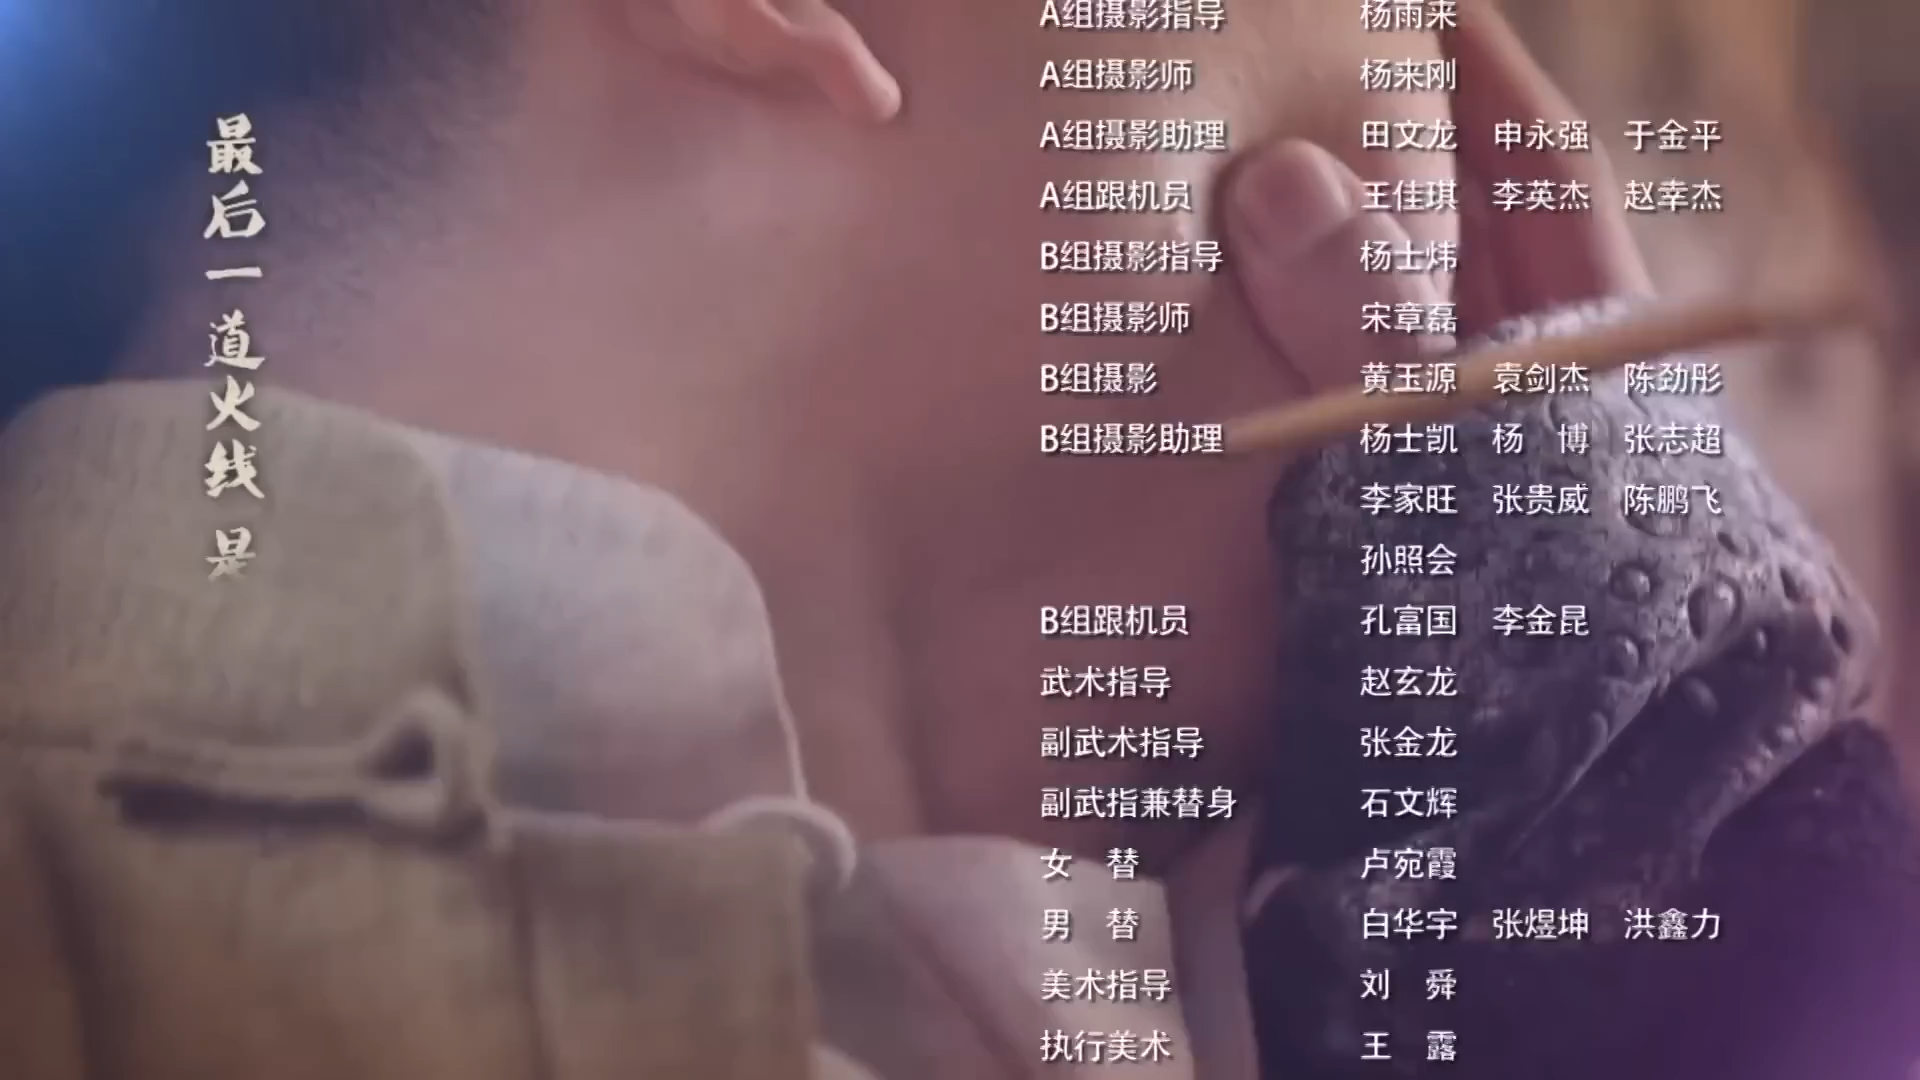 最后一道火线 是
A组摄影指导 杨雨来
A组摄影师 杨来刚
A组摄影助理 田文龙 申永强 于金平
A组跟机员 王佳琪 李英杰 赵幸杰
B组摄影指导 杨士炜
B组摄影师 宋章磊
B组摄影 黄玉源 袁剑杰 陈劲彤
B组摄影助理 杨士凯 杨 博 张志超
李家旺 张贵威 陈鹏飞
孙照会
B组跟机员 孔富国 李金昆
武术指导 赵玄龙
副武术指导 张金龙
副武指兼替身 石文辉
女 替 卢宛霞
男 替 白华宇 张煜坤 洪鑫力
美术指导 刘 舜
执行美术 王 露